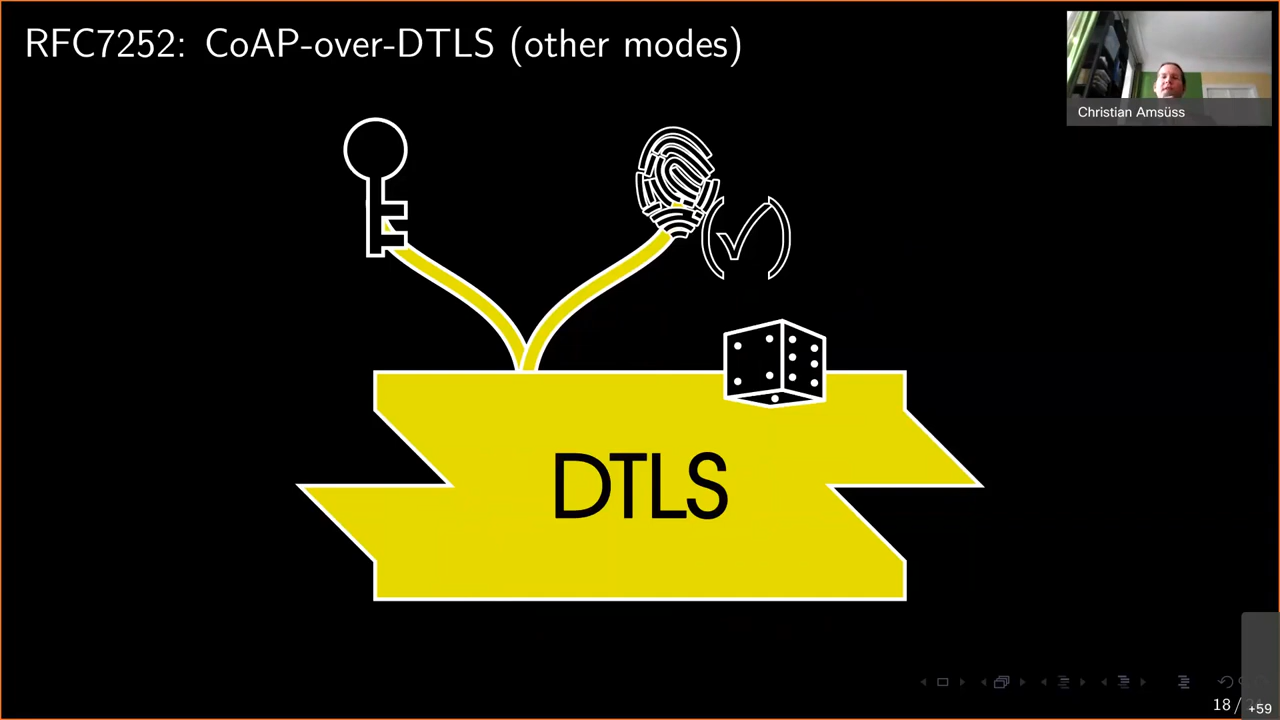 RFC7252: CoAP-over-DTLS (other modes)
Christian Amsüss
DTLS
18 /
+59